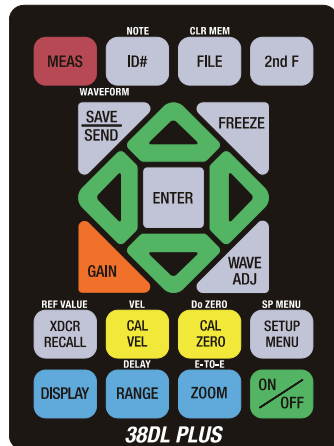 NOTE CLR MEM
MEAS ID# FILE 2nd F
WAVEFORM
SAVE
SEND
FREEZE
ENTER
GAIN
WAVE
ADJ
REF VALUE VEL Do ZERO SP MENU
XDCR CAL CAL SETUP
RECALL VEL ZERO MENU
DELAY E-TO-E
DISPLAY RANGE ZOOM ON
OFF
38DL PLUS